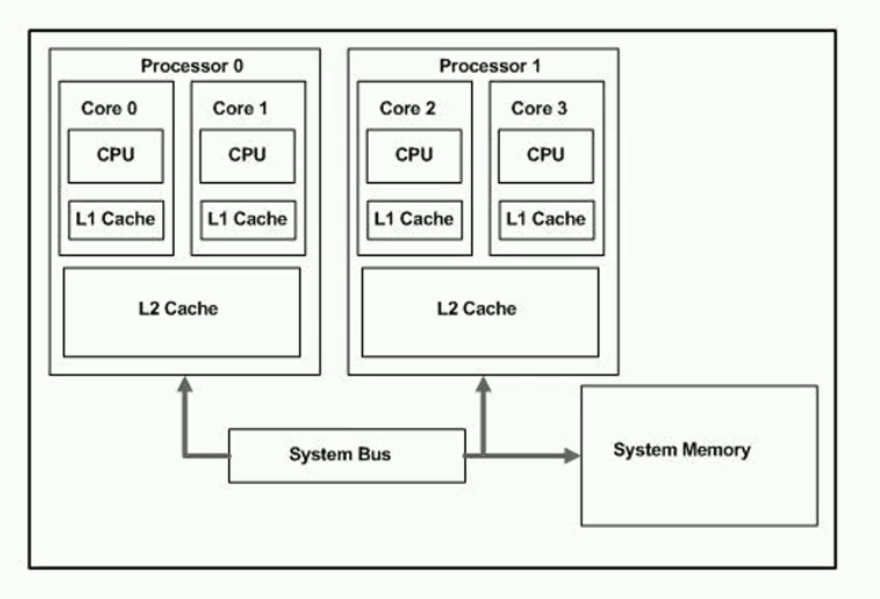 Processor 0
Processor 1
Core 0
Core 1
Core 2
Core 3
CPU
CPU
CPU
CPU
L1 Cache
L1 Cache
L1 Cache
L1 Cache
L2 Cache
L2 Cache
System Bus
System Memory